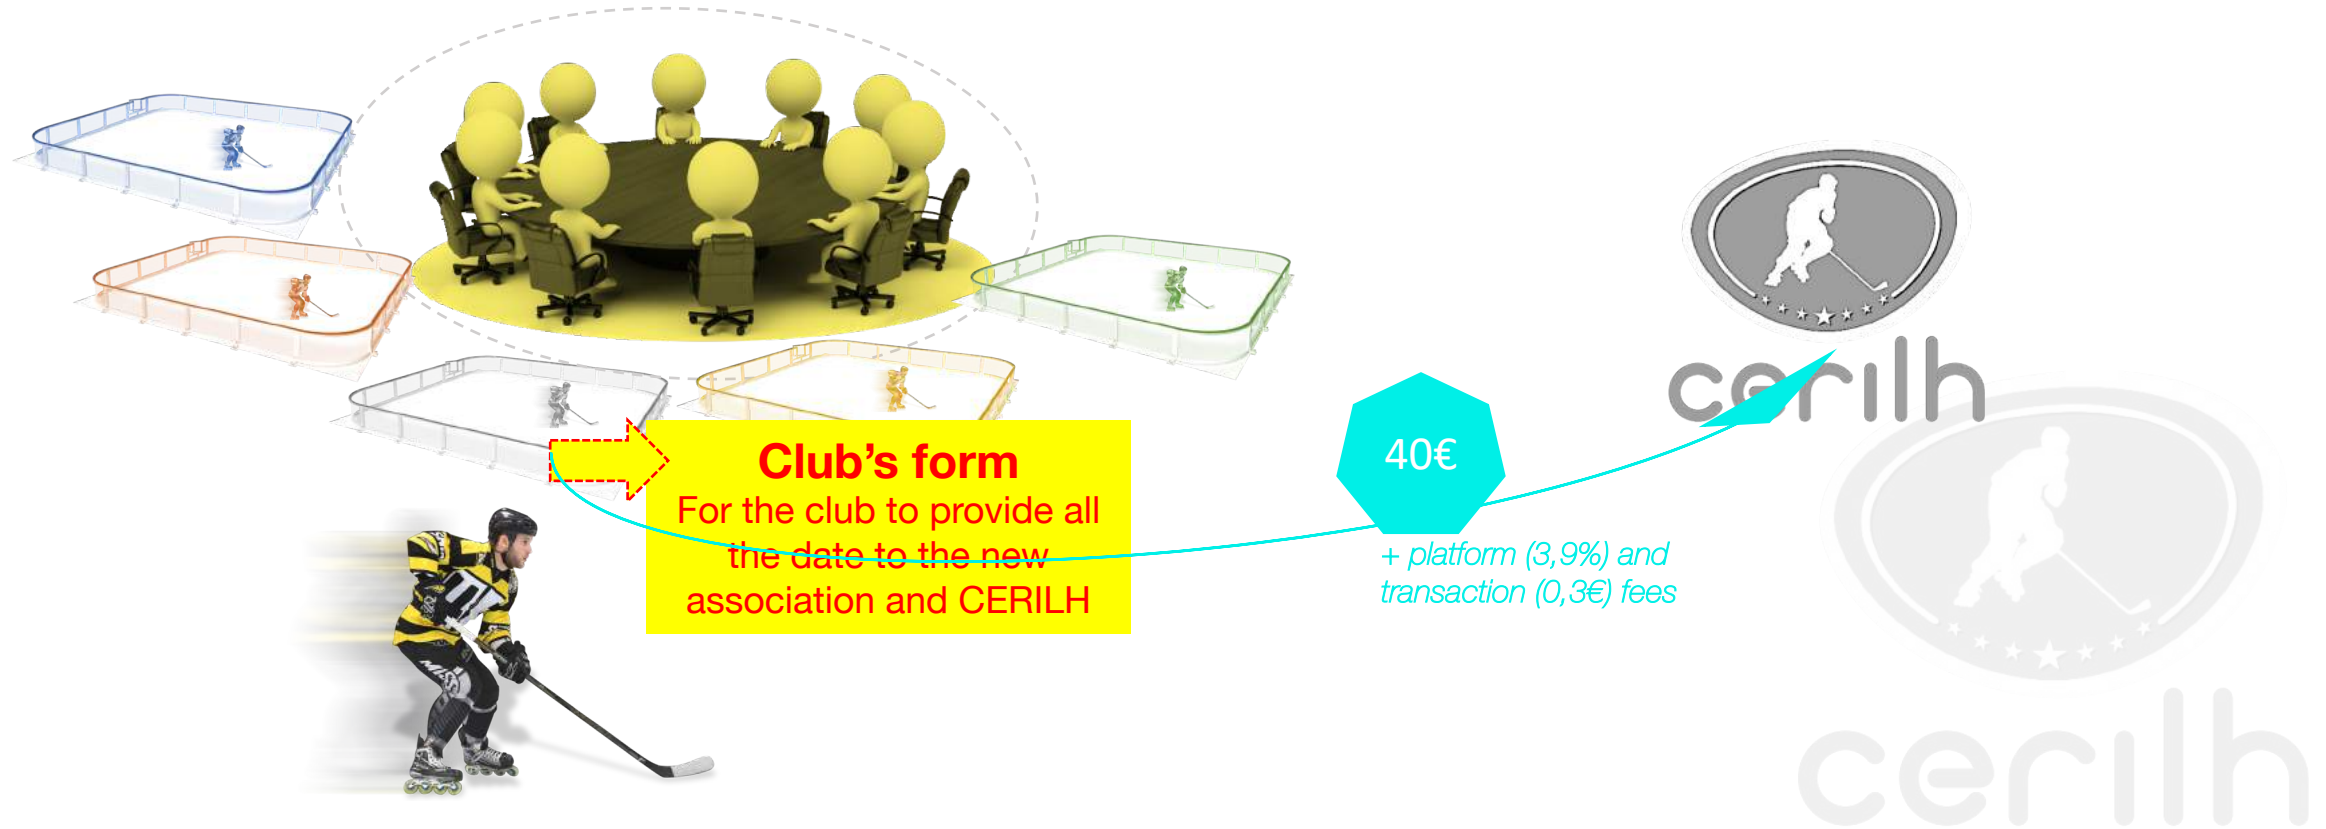 cerilh
Club’s form
For the club to provide all
the date to the new
association and CERILH
40€
+ platform (3,9%) and
transaction (0,3€) fees
cerilh